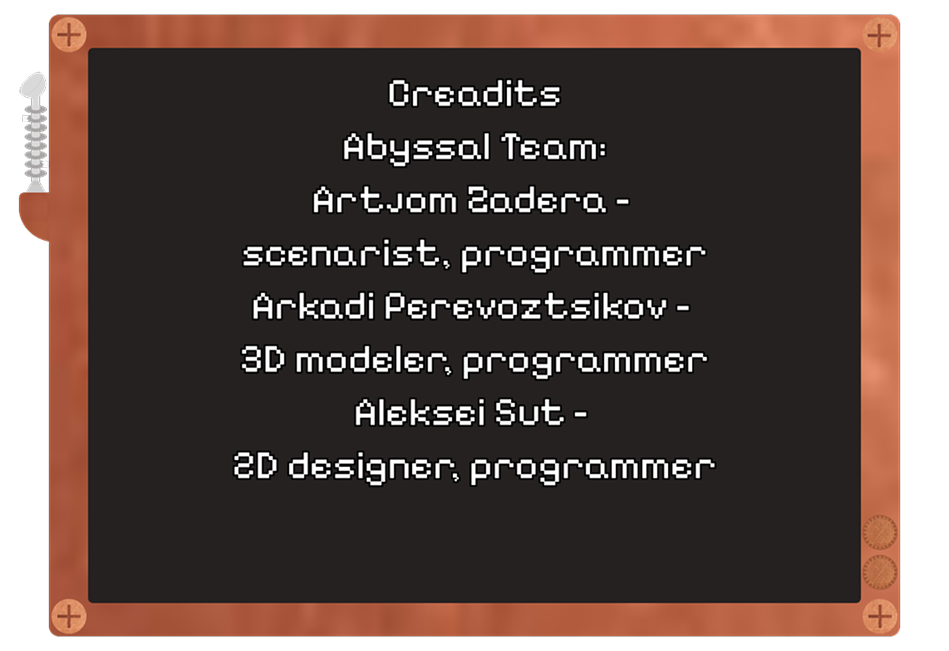 Creadits
Abyssal Team:
Artjom Zadera -
scenarist, programmer
Arkadi Perevoztsikov -
3D modeler, programmer
Aleksei Sut -
2D designer, programmer